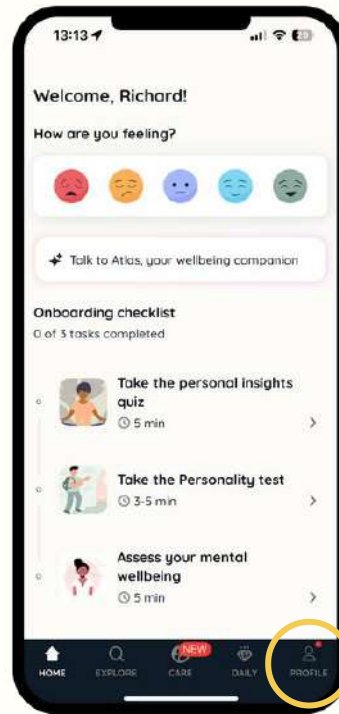 13:13
20
Welcome, Richard!
How are you feeling?
Talk to Atlas, your wellbeing companion
Onboarding checklist
0 of 3 tasks completed
Take the personal insights
quiz
5 min
Take the Personality test
3-5 min
Assess your mental
wellbeing
5 min
NEW
HOME
EXPLORE
CARE
DAILY
PROFILE